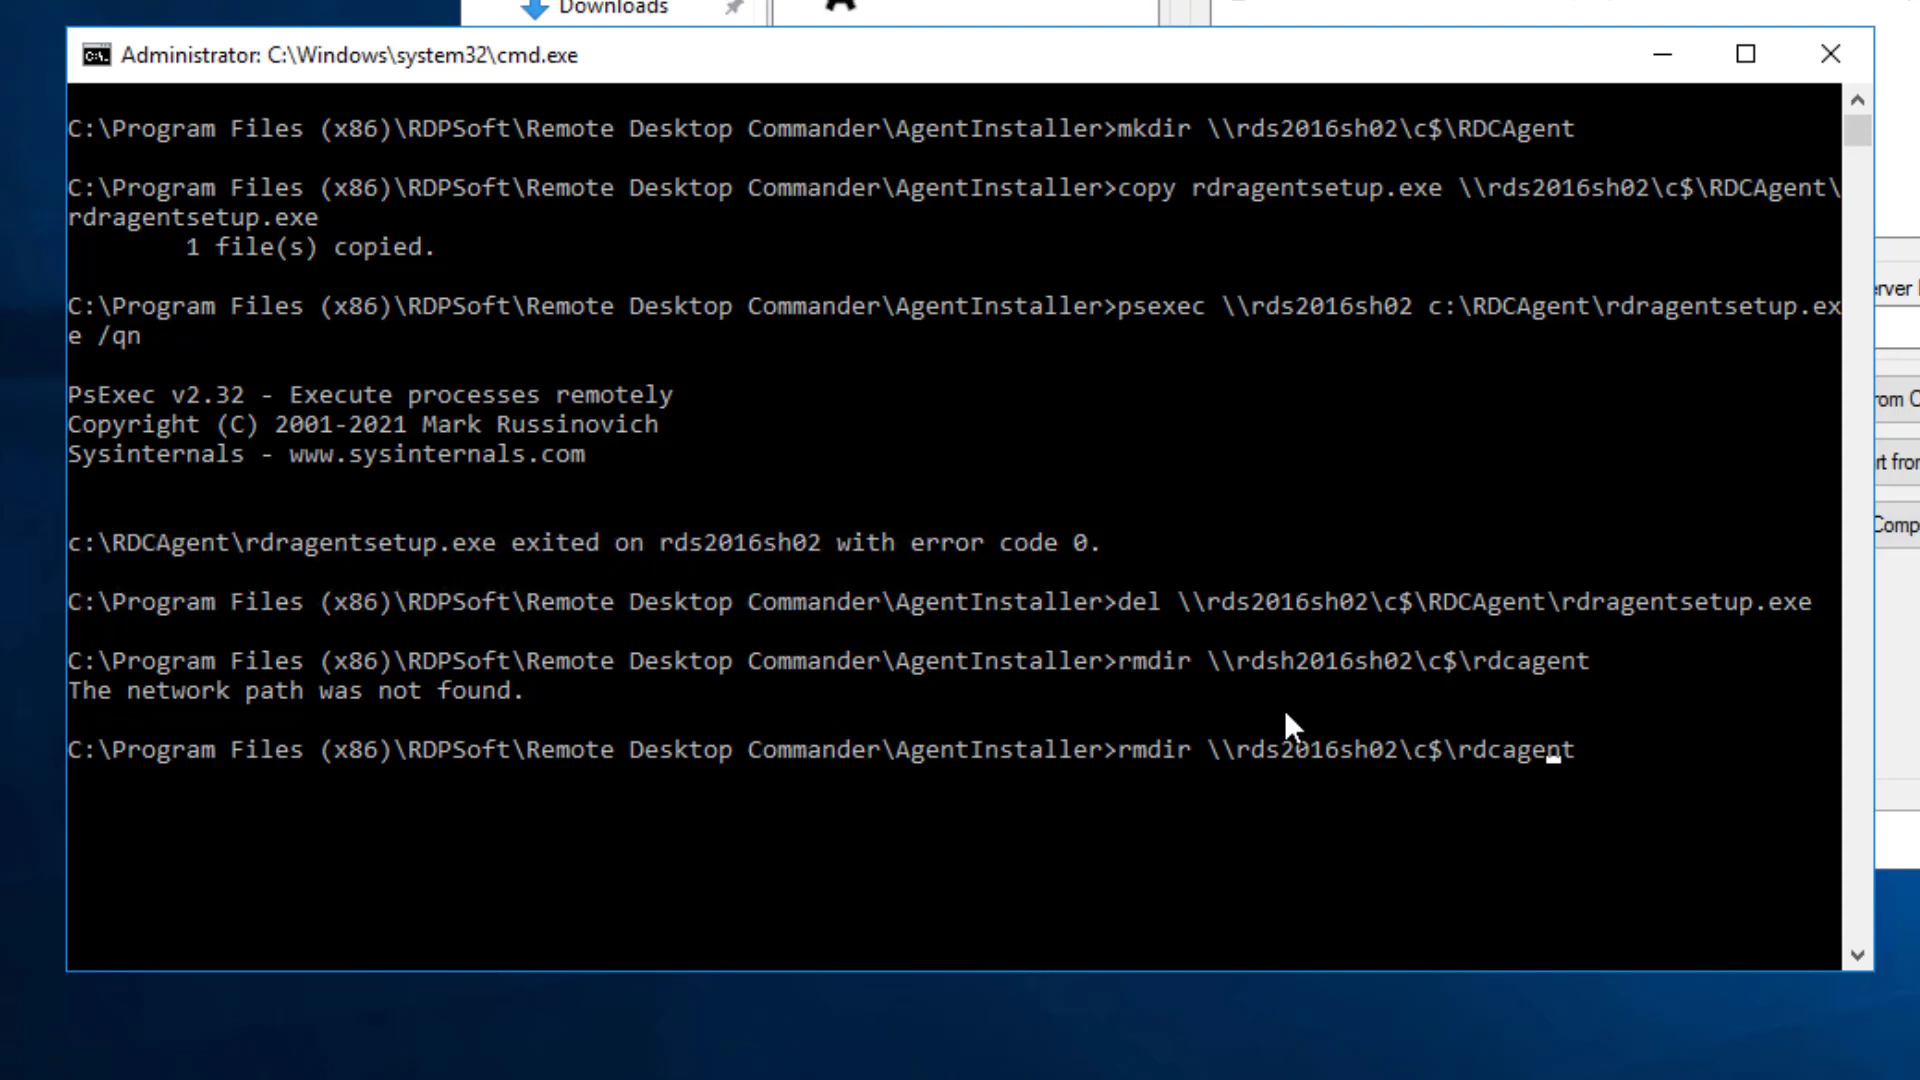 Downloads
Administrator: C:\Windows\system32\cmd.exe
C:\Program Files (x86)\RDPSoft\Remote Desktop Commander\AgentInstaller>mkdir \\rds2016sh02\c$\RDCAgent
C:\Program Files (x86)\RDPSoft\Remote Desktop Commander\AgentInstaller>copy rdragentsetup.exe \\rds2016sh02\c$\RDCAgent\
rdragentsetup.exe
1 file(s) copied.
C:\Program Files (x86)\RDPSoft\Remote Desktop Commander\AgentInstaller>psexec \\rds2016sh02 c:\RDCAgent\rdragentsetup.ex
e /qn
PsExec v2.32 - Execute processes remotely
Copyright (C) 2001-2021 Mark Russinovich
Sysinternals - www.sysinternals.com
c:\RDCAgent\rdragentsetup.exe exited on rds2016sh02 with error code 0.
C:\Program Files (x86)\RDPSoft\Remote Desktop Commander\AgentInstaller>del \\rds2016sh02\c$\RDCAgent\rdragentsetup.exe
C:\Program Files (x86)\RDPSoft\Remote Desktop Commander\AgentInstaller>rmdir \\rdsh2016sh02\c$\rdcagent
The network path was not found.
C:\Program Files (x86)\RDPSoft\Remote Desktop Commander\AgentInstaller>rmdir \\rds2016sh02\c$\rdcagent